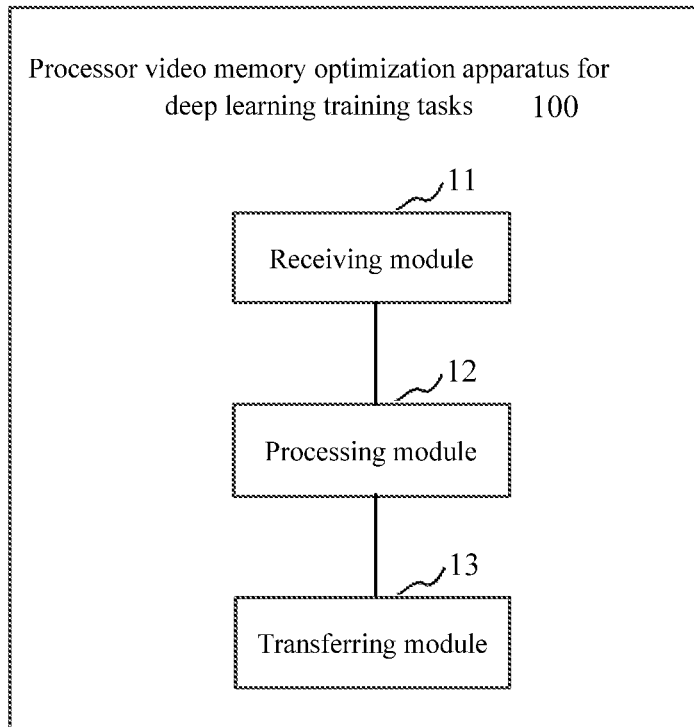 Processor video memory optimization apparatus for
deep learning training tasks 100
11
Receiving module
12
Processing module
13
Transferring module